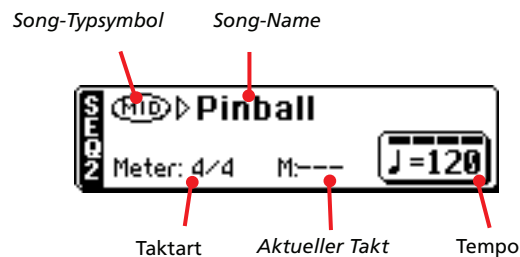 Song-Typsymbol Song-Name
SEQ2
MID Pinball
Meter: 4/4 M:--- ♩=120
Taktart Aktueller Takt Tempo